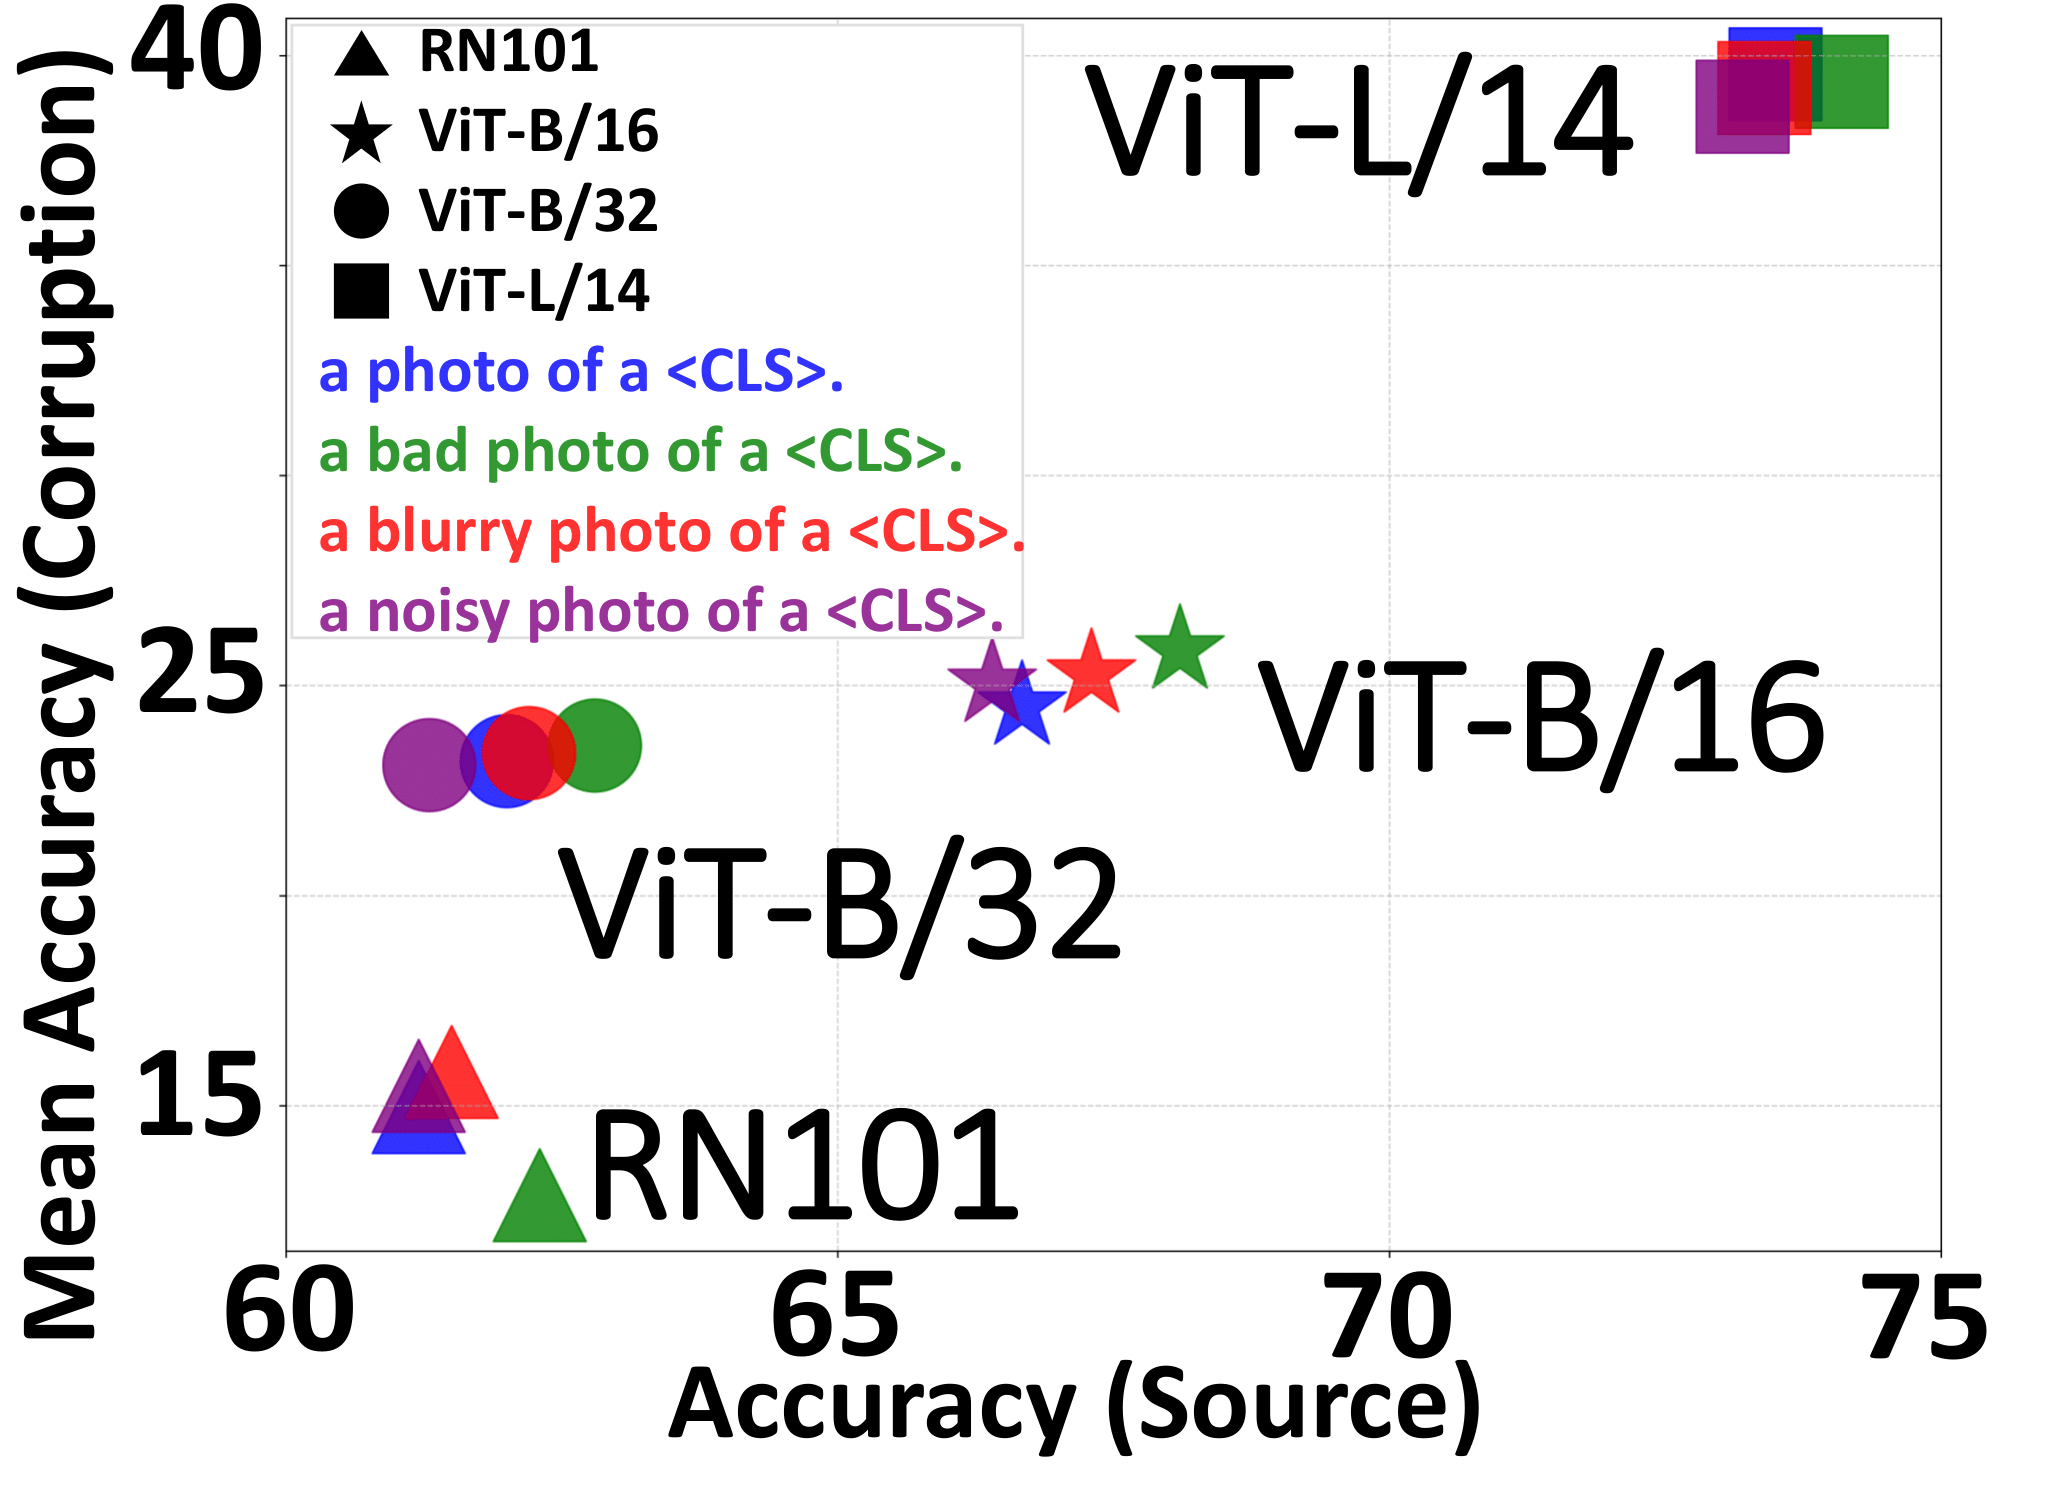 Mean Accuracy (Corruption)
40
25
15
RN101
ViT-B/16
ViT-B/32
ViT-L/14
a photo of a <CLS>.
a bad photo of a <CLS>.
a blurry photo of a <CLS>.
a noisy photo of a <CLS>.
ViT-L/14
ViT-B/16
ViT-B/32
RN101
60 65 70 75
Accuracy (Source)